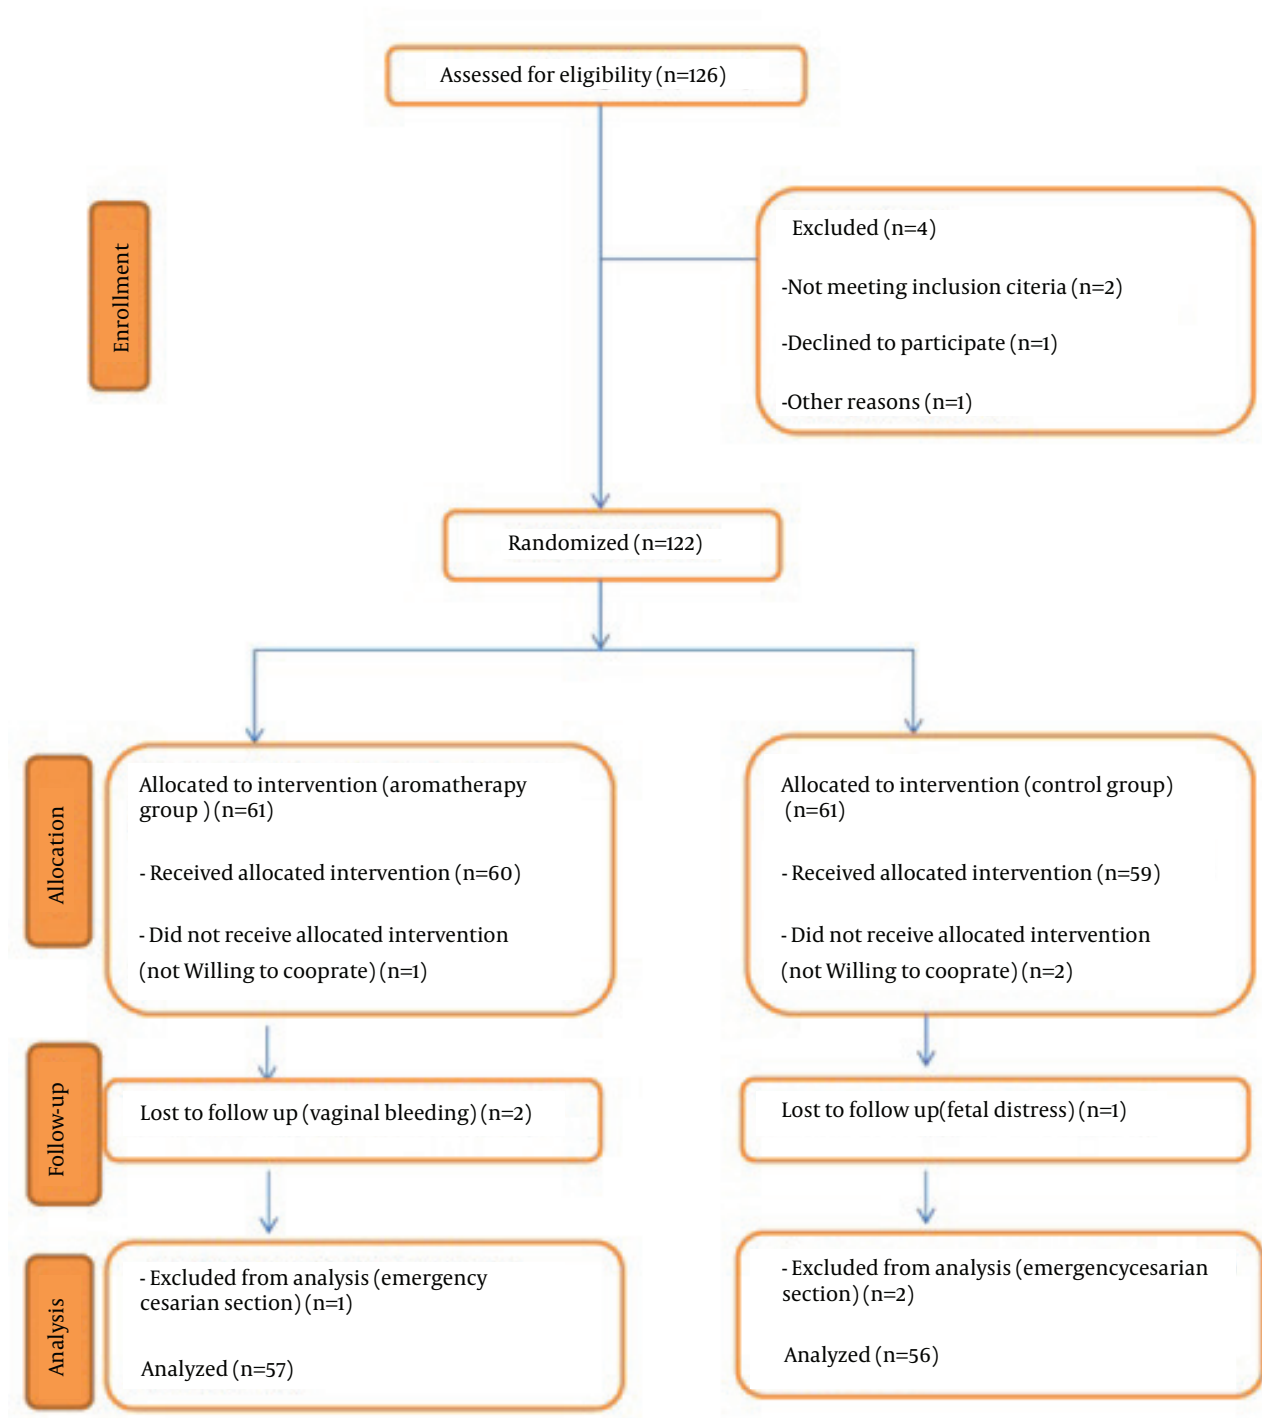 Assessed for eligibility (n=126)
Enrollment
Excluded (n=4)
-Not meeting inclusion citeria (n=2)
-Declined to participate (n=1)
-Other reasons (n=1)
Randomized (n=122)
Allocation
Allocated to intervention (aromatherapy
group ) (n=61)
- Received allocated intervention (n=60)
- Did not receive allocated intervention
(not Willing to cooprate) (n=1)
Allocated to intervention (control group)
(n=61)
- Received allocated intervention (n=59)
- Did not receive allocated intervention
(not Willing to cooprate) (n=2)
Follow-up
Lost to follow up (vaginal bleeding) (n=2)
Lost to follow up(fetal distress) (n=1)
Analysis
- Excluded from analysis (emergency
cesarian section) (n=1)
Analyzed (n=57)
- Excluded from analysis (emergencycesarian
section) (n=2)
Analyzed (n=56)